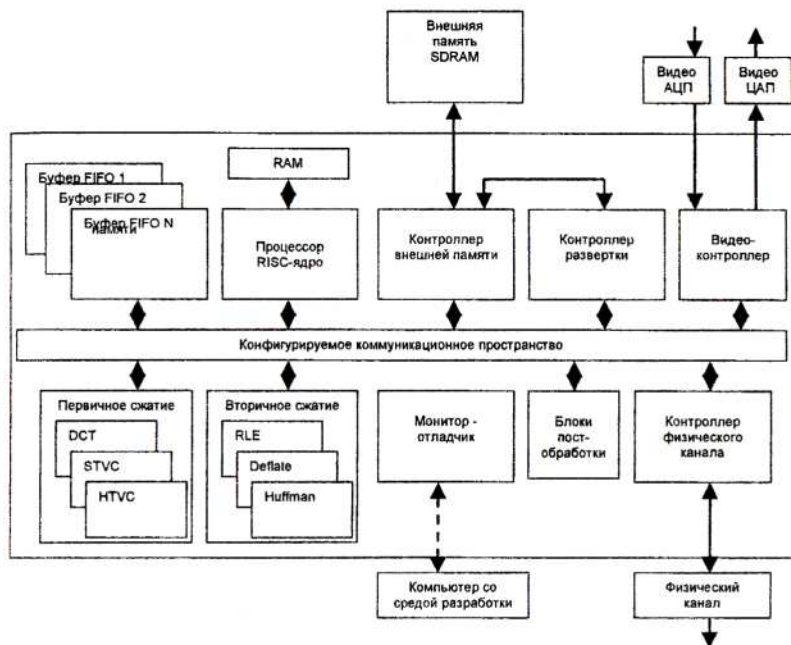 Внешняя
память
SDRAM
Видео
АЦП
Видео
ЦАП
Буфер FIFO 1
Буфер FIFO 2
Буфер FIFO N
памяти
RAM
Процессор
RISC-ядро
Контроллер
внешней памяти
Контроллер
развертки
Видео-
контроллер
Конфигурируемое коммуникационное пространство
Первичное сжатие
DCT
STVC
HTVC
Вторичное сжатие
RLE
Deflate
Huffman
Монитор -
отладчик
Блоки
пост-
обработки
Контроллер
физического
канала
Компьютер со
средой разработки
Физический
канал